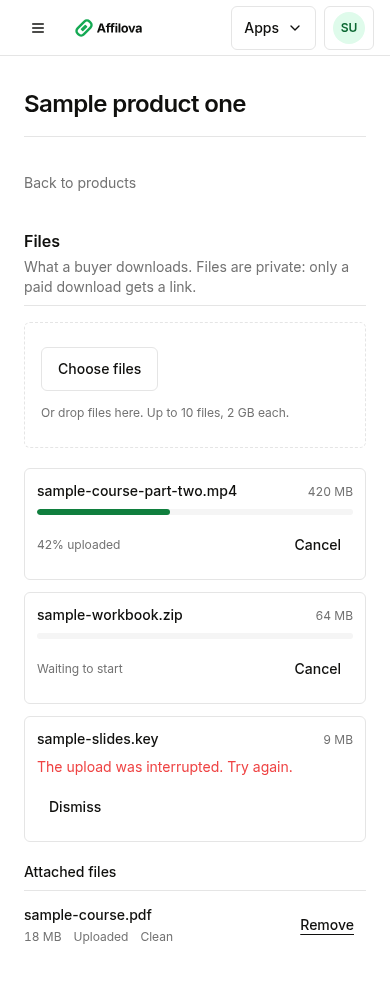 Affilova
Apps
SU
Sample product one
Back to products
Files
What a buyer downloads. Files are private: only a
paid download gets a link.
Choose files
Or drop files here. Up to 10 files, 2 GB each.
sample-course-part-two.mp4 420 MB
42% uploaded Cancel
sample-workbook.zip 64 MB
Waiting to start Cancel
sample-slides.key 9 MB
The upload was interrupted. Try again.
Dismiss
Attached files
sample-course.pdf
18 MB Uploaded Clean
Remove